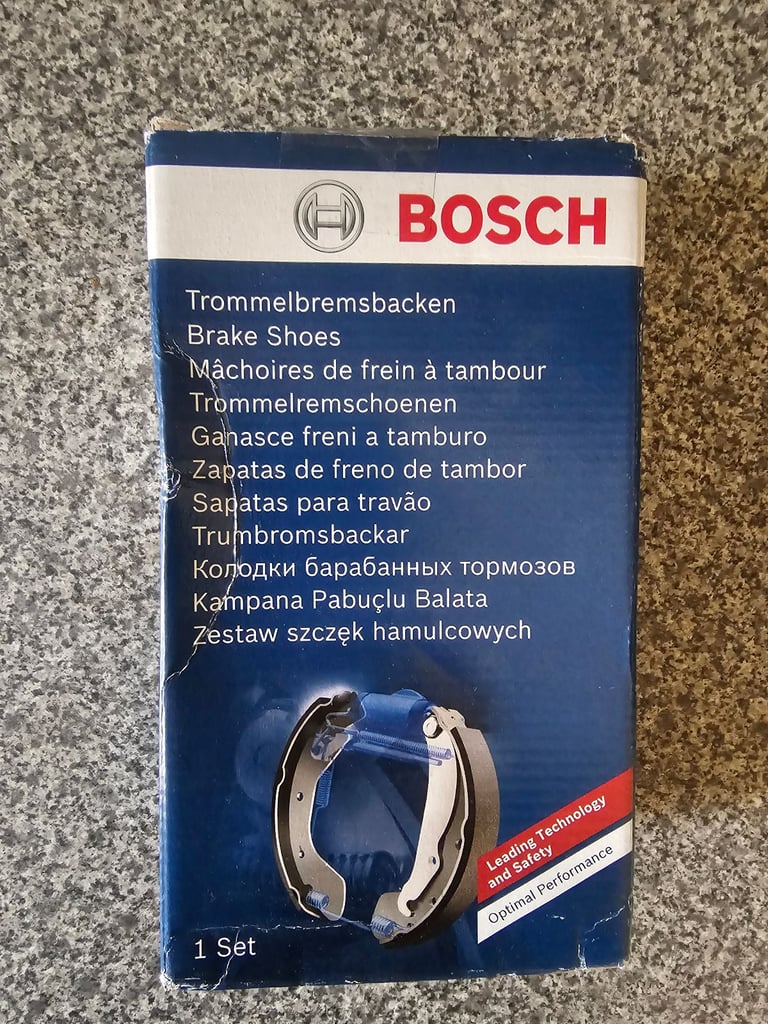 BOSCH
Trommelbremsbacken
Brake Shoes
Mâchoires de frein à tambour
Trommelremschoenen
Ganasce freni a tamburo
Zapatas de freno de tambor
Sapatas para travão
Trumbromsbackar
Колодки барабанных тормозов
Kampana Pabuçlu Balata
Zestaw szczęk hamulcowych
Leading Technology
and Safety
Optimal Performance
1 Set